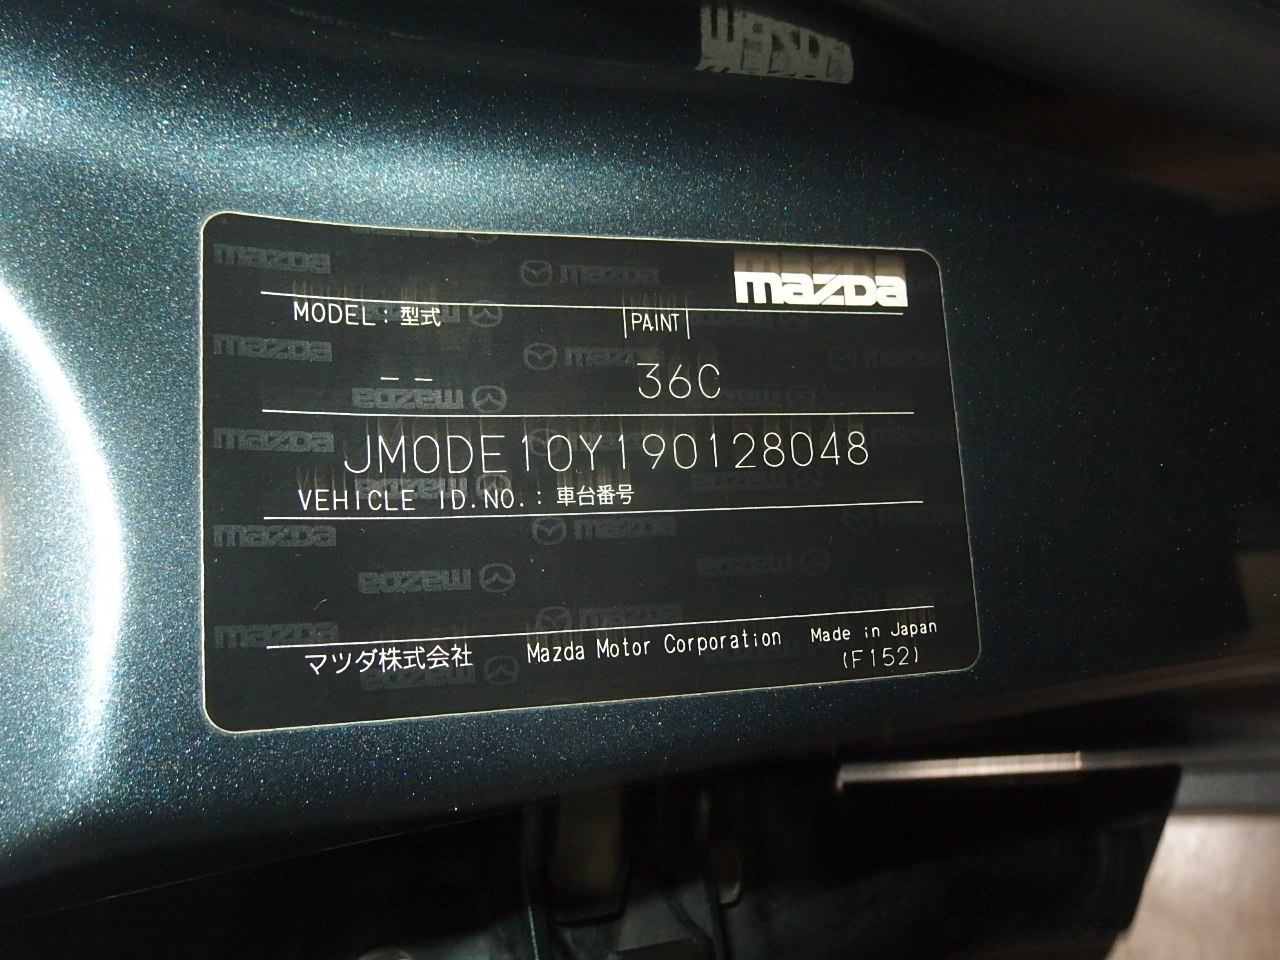 mazda
MODEL: 型式 PAINT
-- 36C
JM0DE10Y190128048
VEHICLE ID.NO.: 車台番号
マツダ株式会社 Mazda Motor Corporation Made in Japan
(F152)